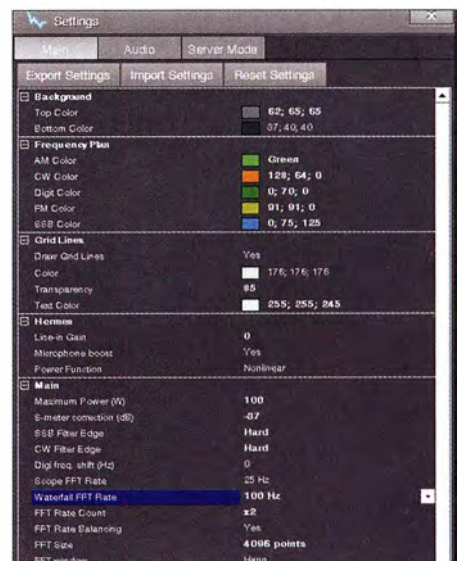 Settings
Main Audio Server Mode
Export Settings Import Settings Reset Settings
Background
Top Color 62; 65; 65
Bottom Color 37; 40; 40
Frequency Plan
AM Color Green
CW Color 128; 64; 0
Digit Color 0; 70; 0
FM Color 91; 91; 0
SSB Color 0; 75; 125
Grid Lines
Draw Grid Lines Yes
Color 176; 176; 176
Transparency 85
Text Color 255; 255; 245
Hermes
Line-in Gain 0
Microphone boost Yes
Power Function Nonlinear
Main
Maximum Power (W) 100
S-meter correction (dB) -87
SSB Filter Edge Hard
CW Filter Edge Hard
Digi freq. shift (Hz) 0
Scope FFT Rate 25 Hz
Waterfall FFT Rate 100 Hz
FFT Rate Count x2
FFT Rate Balancing Yes
FFT Size 4096 points
FFT window Hann